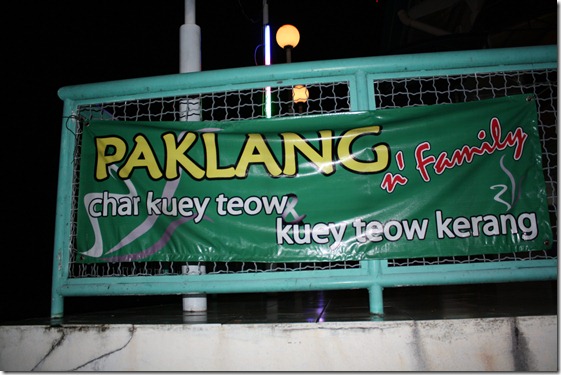 PAKLANG n' Family
char kuey teow
kuey teow kerang